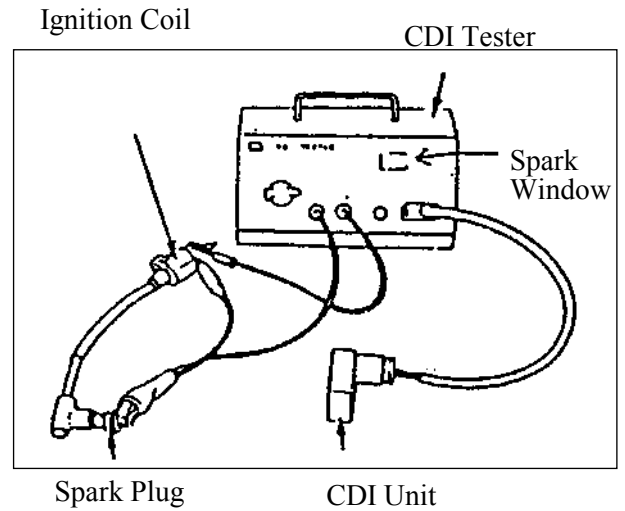 Ignition Coil
CDI Tester
Spark
Window
Spark Plug
CDI Unit